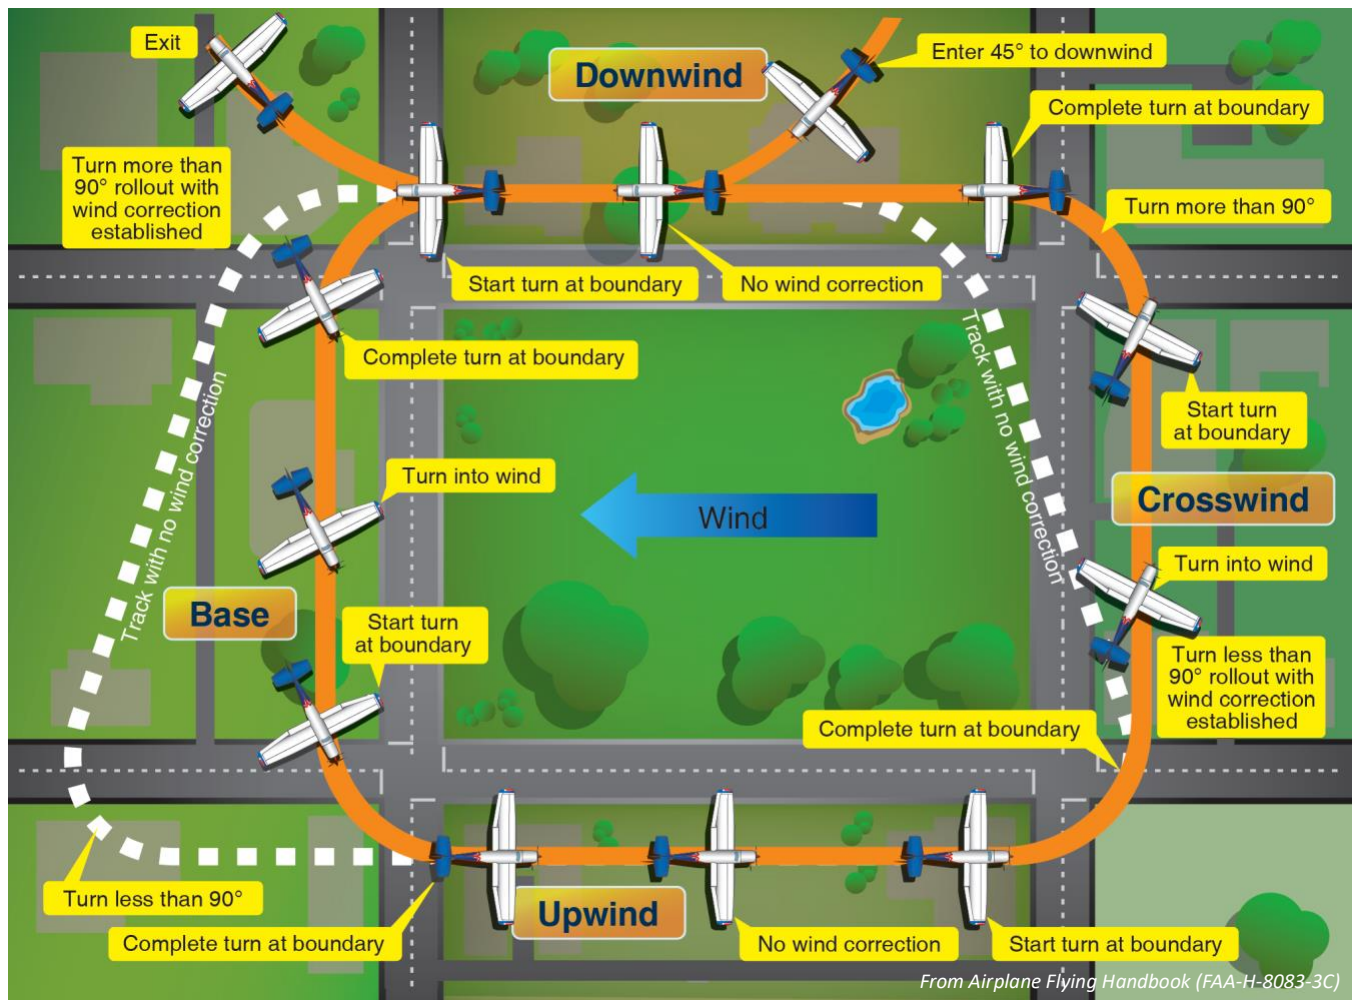 Exit
Downwind
Enter 45° to downwind
Complete turn at boundary
Turn more than
90° rollout with
wind correction
established
Turn more than 90°
Start turn at boundary
No wind correction
Track with no wind correction
Complete turn at boundary
Track with no wind correction
Start turn
at boundary
Turn into wind
Crosswind
Wind
Turn into wind
Base
Start turn
at boundary
Turn less than
90° rollout with
wind correction
established
Complete turn at boundary
Turn less than 90°
Upwind
Complete turn at boundary
No wind correction
Start turn at boundary
From Airplane Flying Handbook (FAA-H-8083-3C)